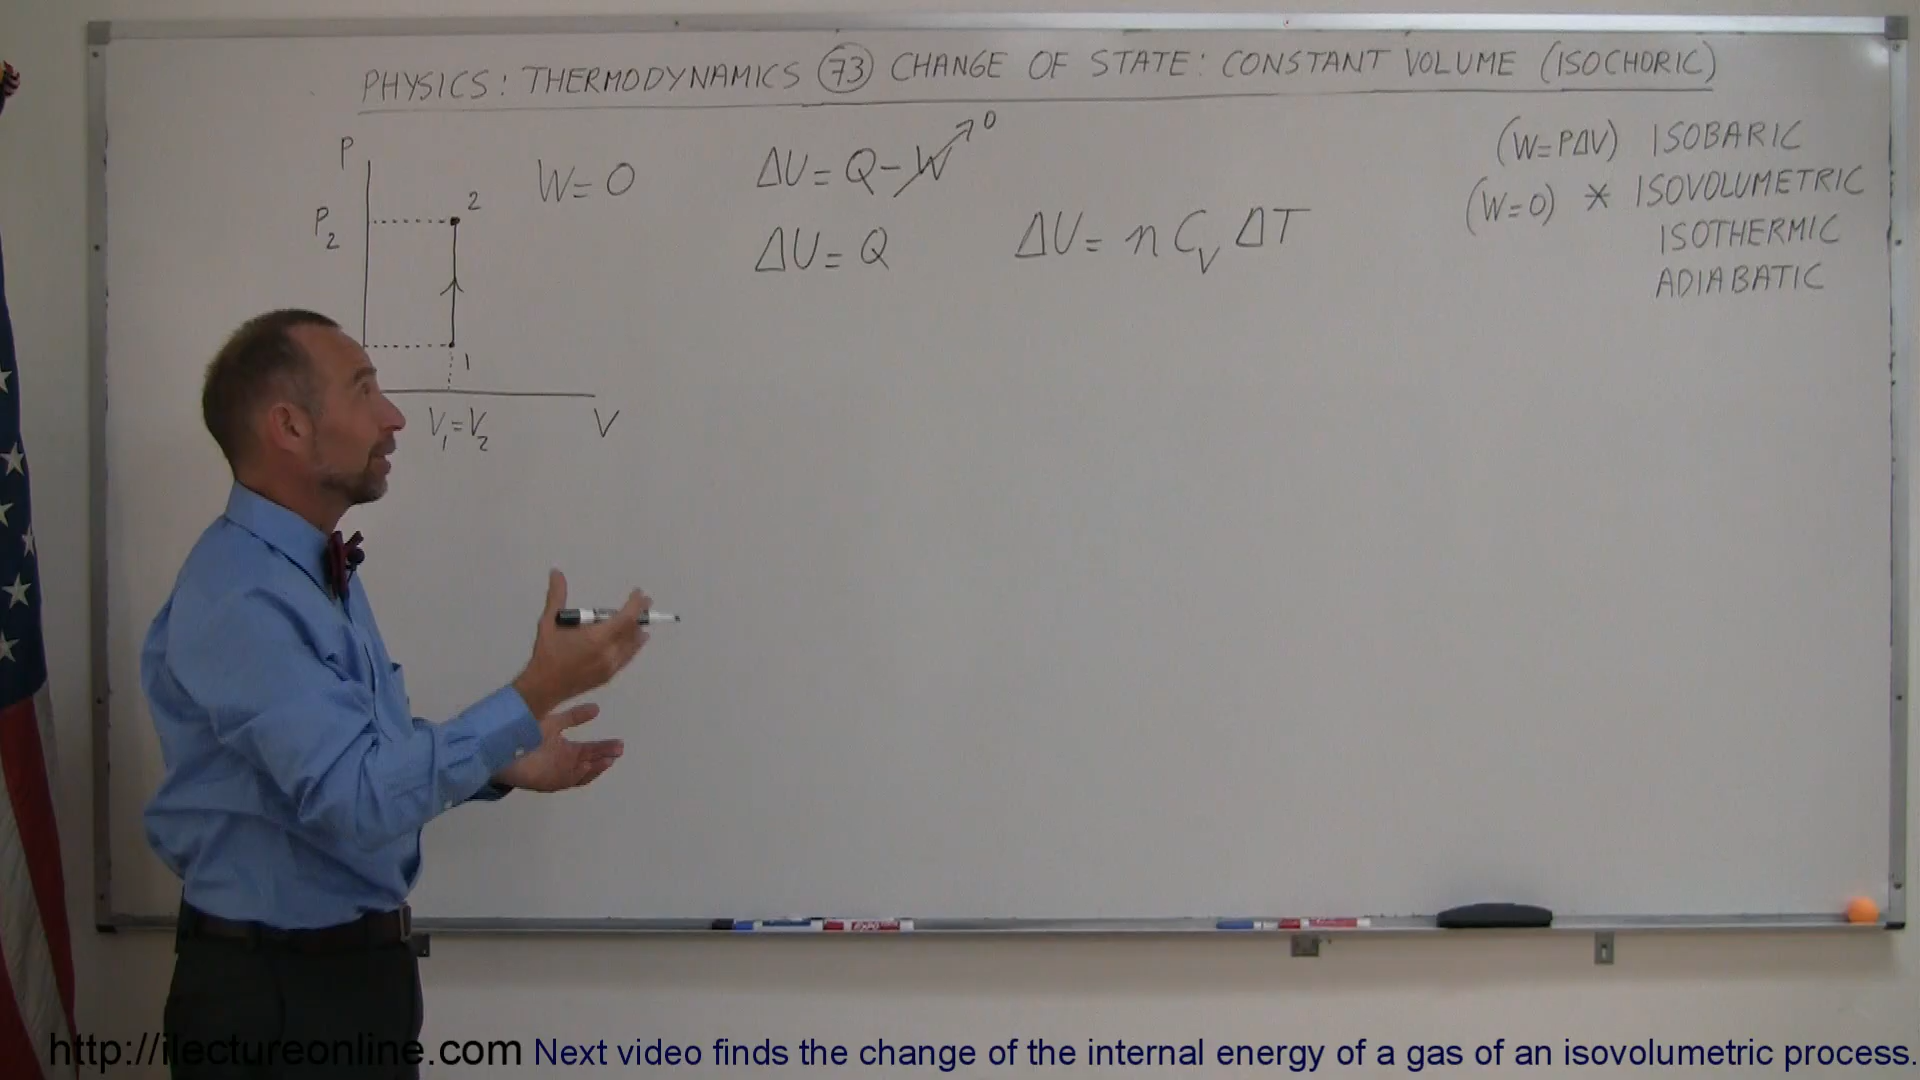 PHYSICS: THERMODYNAMICS 73 CHANGE OF STATE: CONSTANT VOLUME (ISOCHORIC)
P
P2
2
1
V1=V2
V
W=0
ΔU=Q-W 0
ΔU=Q
ΔU=nCvΔT
(W=PΔV) ISOBARIC
(W=0) * ISOVOLUMETRIC
ISOTHERMIC
ADIABATIC
EXPO
http://ilectureonline.com Next video finds the change of the internal energy of a gas of an isovolumetric process.